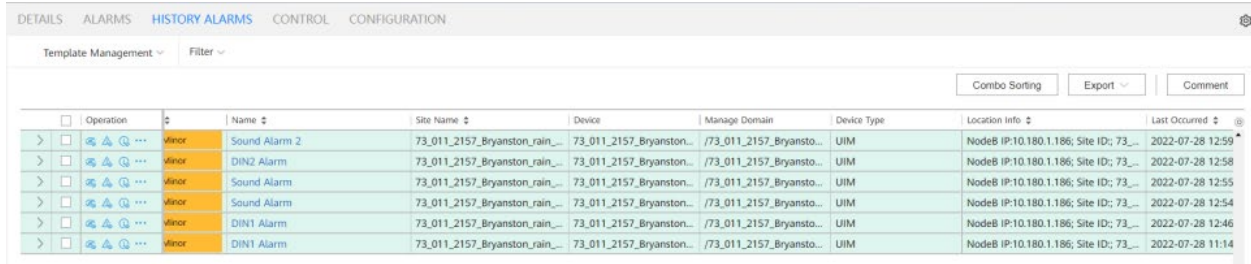 DETAILS ALARMS HISTORY ALARMS CONTROL CONFIGURATION
Template Management Filter
Combo Sorting Export Comment
Operation Name Site Name Device Manage Domain Device Type Location Info Last Occurred
Minor Sound Alarm 2 73_011_2157_Bryanston_rain_... 73_011_2157_Bryanston... /73_011_2157_Bryansto... UIM NodeB IP:10.180.1.186; Site ID:; 73_... 2022-07-28 12:59
Minor DIN2 Alarm 73_011_2157_Bryanston_rain_... 73_011_2157_Bryanston... /73_011_2157_Bryansto... UIM NodeB IP:10.180.1.186; Site ID:; 73_... 2022-07-28 12:58
Minor Sound Alarm 73_011_2157_Bryanston_rain_... 73_011_2157_Bryanston... /73_011_2157_Bryansto... UIM NodeB IP:10.180.1.186; Site ID:; 73_... 2022-07-28 12:55
Minor Sound Alarm 73_011_2157_Bryanston_rain_... 73_011_2157_Bryanston... /73_011_2157_Bryansto... UIM NodeB IP:10.180.1.186; Site ID:; 73_... 2022-07-28 12:54
Minor DIN1 Alarm 73_011_2157_Bryanston_rain_... 73_011_2157_Bryanston... /73_011_2157_Bryansto... UIM NodeB IP:10.180.1.186; Site ID:; 73_... 2022-07-28 12:46
Minor DIN1 Alarm 73_011_2157_Bryanston_rain_... 73_011_2157_Bryanston... /73_011_2157_Bryansto... UIM NodeB IP:10.180.1.186; Site ID:; 73_... 2022-07-28 11:14